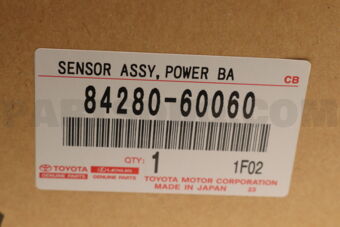 SENSOR ASSY, POWER BA
CB
84280-60060
QTY: 1 1F02
TOYOTA LEXUS TOYOTA MOTOR CORPORATION
GENUINE PARTS GENUINE PARTS MADE IN JAPAN 23